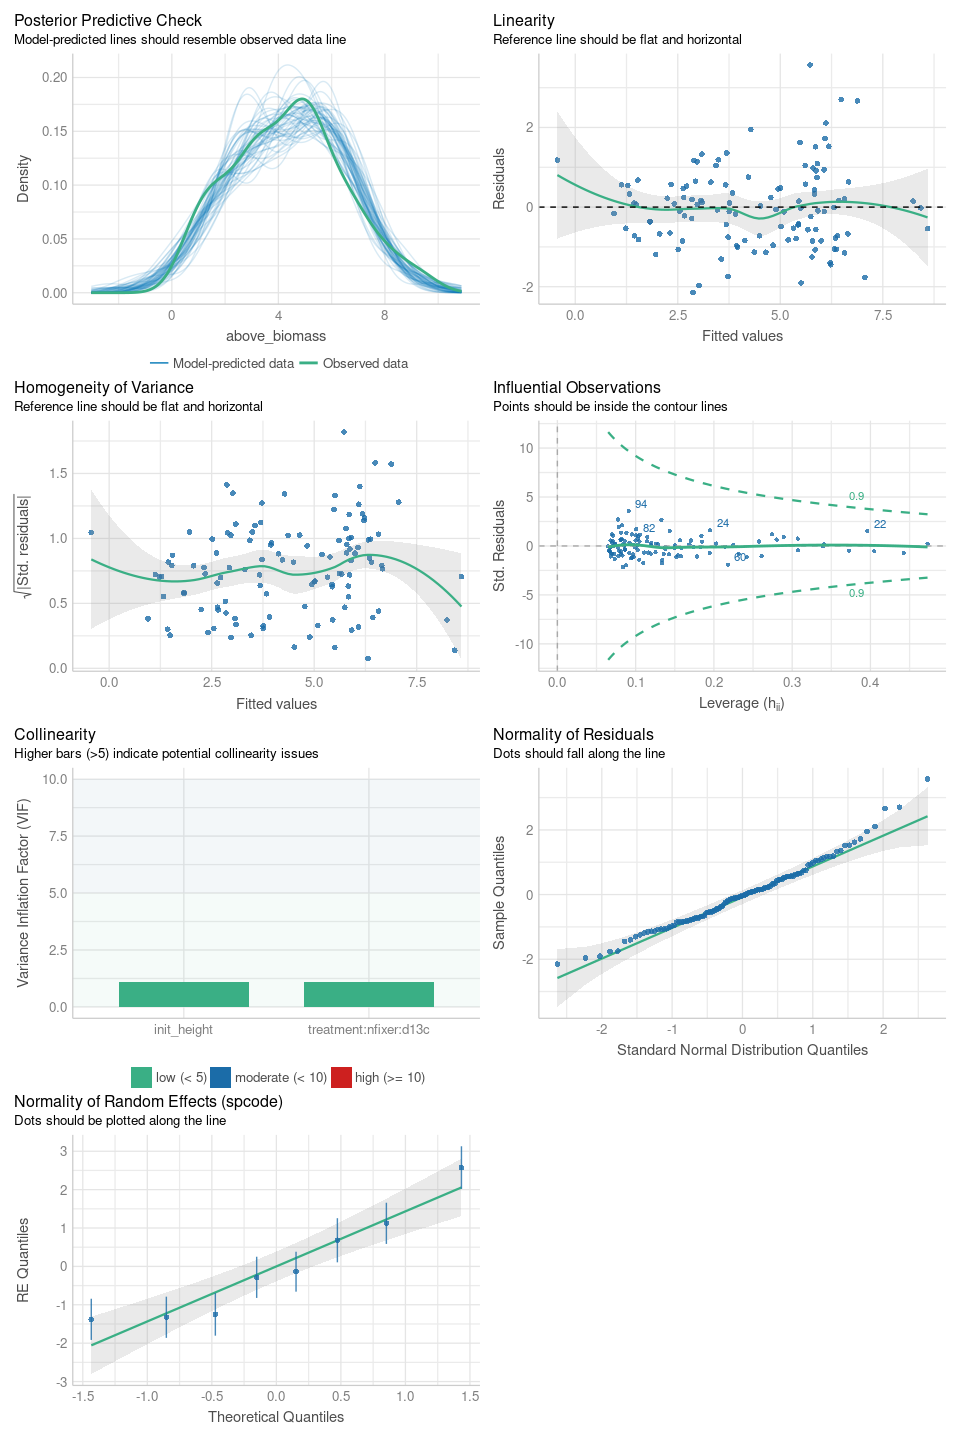 Posterior Predictive Check
Model-predicted lines should resemble observed data line
Density
0.20
0.15
0.10
0.05
0.00
0
4
8
above_biomass
Model-predicted data
Observed data
Linearity
Reference line should be flat and horizontal
Residuals
2
0
-2
0.0
2.5
5.0
7.5
Fitted values
Homogeneity of Variance
Reference line should be flat and horizontal
√|Std. residuals|
1.5
1.0
0.5
0.0
0.0
2.5
5.0
7.5
Fitted values
Influential Observations
Points should be inside the contour lines
Std. Residuals
10
5
0
-5
-10
0.9
94
82
24
22
60
0.9
0.0
0.1
0.2
0.3
0.4
Leverage (hii)
Collinearity
Higher bars (>5) indicate potential collinearity issues
Variance Inflation Factor (VIF)
10.0
7.5
5.0
2.5
0.0
init_height
treatment:nfixer:d13c
low (< 5)
moderate (< 10)
high (>= 10)
Normality of Residuals
Dots should fall along the line
Sample Quantiles
2
0
-2
-2
-1
0
1
2
Standard Normal Distribution Quantiles
Normality of Random Effects (spcode)
Dots should be plotted along the line
RE Quantiles
3
2
1
0
-1
-2
-3
-1.5
-1.0
-0.5
0.0
0.5
1.0
1.5
Theoretical Quantiles